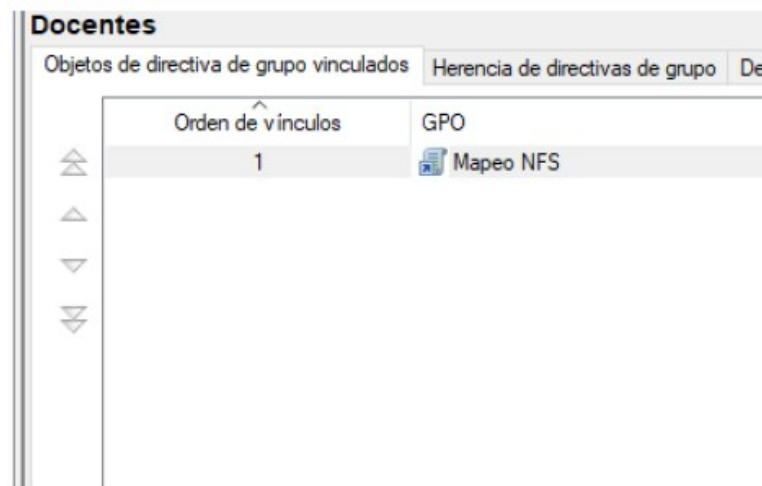 Docentes
Objetos de directiva de grupo vinculados Herencia de directivas de grupo De
Orden de vínculos GPO
1 Mapeo NFS